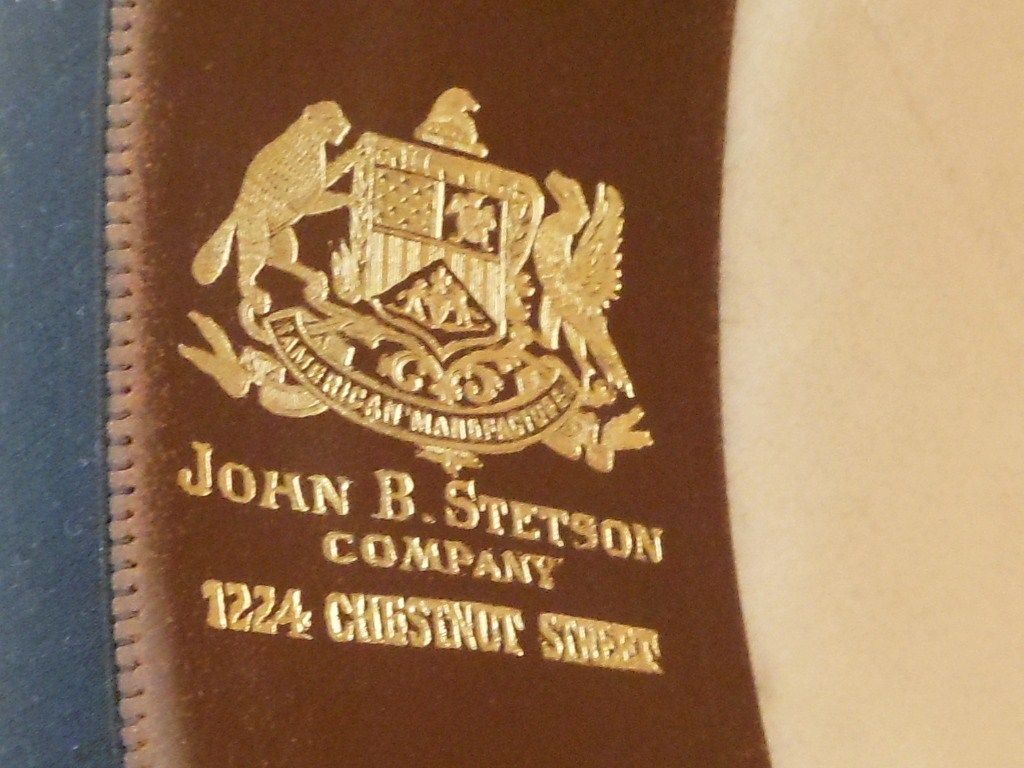 AMERICAN MANUFACTURE
JOHN B. STETSON
COMPANY
1224 CHESTNUT STREET